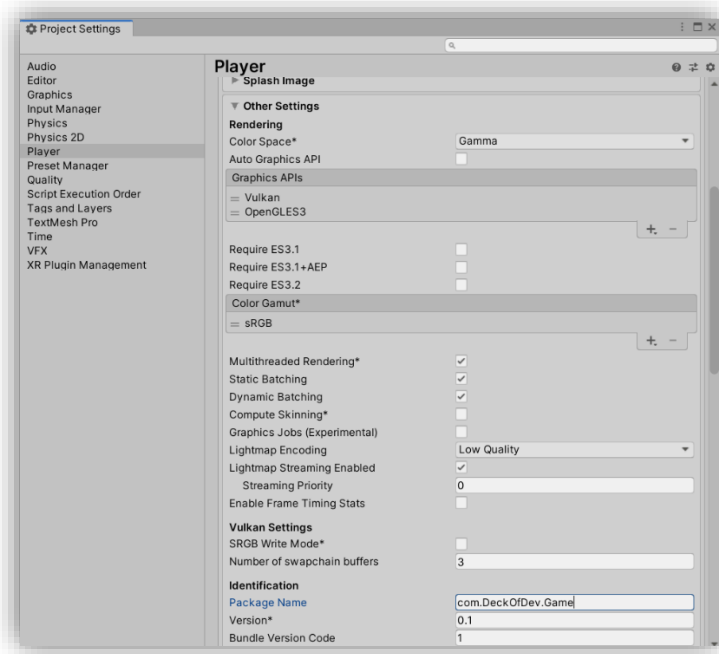 Project Settings
Audio
Editor
Graphics
Input Manager
Physics
Physics 2D
Player
Preset Manager
Quality
Script Execution Order
Tags and Layers
TextMesh Pro
Time
VFX
XR Plugin Management
Player
Splash Image
Other Settings
Rendering
Color Space* Gamma
Auto Graphics API
Graphics APIs
Vulkan
OpenGLES3
Require ES3.1
Require ES3.1+AEP
Require ES3.2
Color Gamut*
sRGB
Multithreaded Rendering*
Static Batching
Dynamic Batching
Compute Skinning*
Graphics Jobs (Experimental)
Lightmap Encoding Low Quality
Lightmap Streaming Enabled
Streaming Priority 0
Enable Frame Timing Stats
Vulkan Settings
SRGB Write Mode*
Number of swapchain buffers 3
Identification
Package Name com.DeckOfDev.Game
Version* 0.1
Bundle Version Code 1